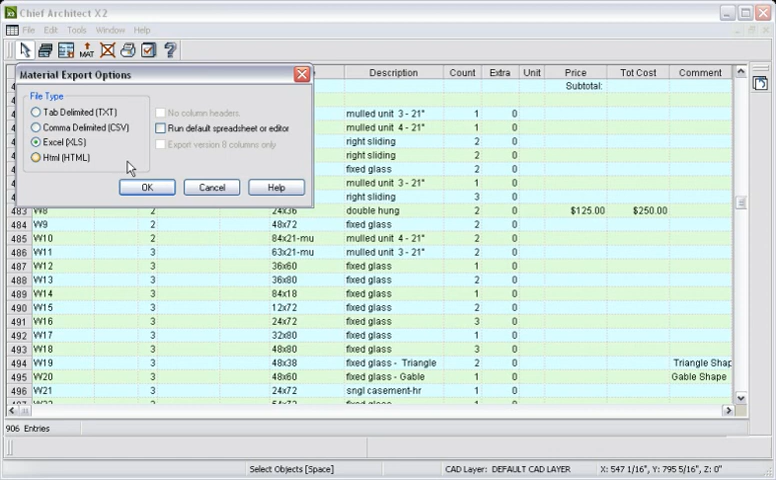 Chief Architect X2
File Edit Tools Window Help
MAT
Material Export Options
File Type
Tab Delimited (TXT)
Comma Delimited (CSV)
Excel (XLS)
Html (HTML)
No column headers.
Run default spreadsheet or editor
Export version 8 columns only
OK Cancel Help
Description Count Extra Unit Price Tot Cost Comment
Subtotal:
mulled unit 3 - 21" 1 0
mulled unit 4 - 21" 1 0
right sliding 2 0
right sliding 2 0
fixed glass 2 0
mulled unit 3 - 21" 1 0
right sliding 3 0
483 W8 2 24x36 double hung 2 0 $125.00 $250.00
484 W9 2 48x72 fixed glass 2 0
485 W10 2 84x21-mu mulled unit 4 - 21" 2 0
486 W11 3 63x21-mu mulled unit 3 - 21" 2 0
487 W12 3 36x60 fixed glass 1 0
488 W13 3 36x80 fixed glass 2 0
489 W14 3 84x18 fixed glass 1 0
490 W15 3 12x72 fixed glass 2 0
491 W16 3 24x72 fixed glass 3 0
492 W17 3 32x80 fixed glass 1 0
493 W18 3 48x80 fixed glass 3 0
494 W19 3 48x38 fixed glass - Triangle 2 0 Triangle Shap
495 W20 3 48x60 fixed glass - Gable 1 0 Gable Shape
496 W21 3 24x72 sngl casement-hr 1 0
906 Entries
Select Objects [Space] CAD Layer: DEFAULT CAD LAYER X: 547 1/16", Y: 795 5/16", Z: 0"